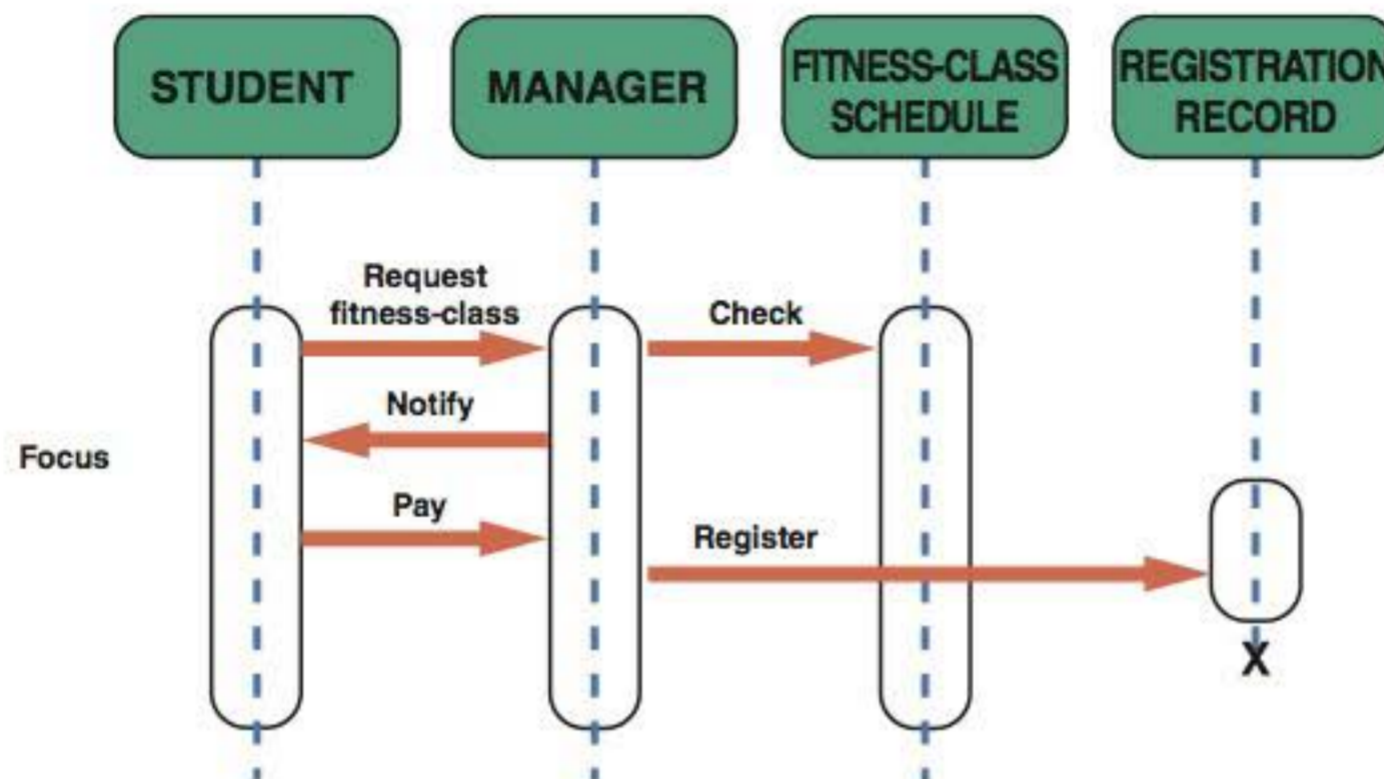 STUDENT
MANAGER
FITNESS-CLASS
SCHEDULE
REGISTRATION
RECORD
Request
fitness-class
Check
Notify
Focus
Pay
Register
X